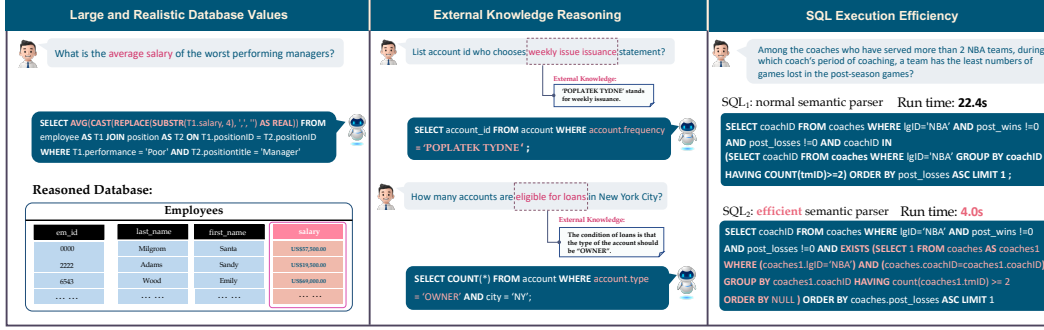 Large and Realistic Database Values
What is the average salary of the worst performing managers?
SELECT AVG(CAST(REPLACE(SUBSTR(T1.salary, 4), ',', '') AS REAL)) FROM
employee AS T1 JOIN position AS T2 ON T1.positionID = T2.positionID
WHERE T1.performance = 'Poor' AND T2.positiontitle = 'Manager'
Reasoned Database:
Employees
em_id last_name first_name salary
0000 Milgrom Santa US$57,500.00
2222 Adams Sandy US$19,500.00
6543 Wood Emily US$69,000.00
... ... ... ... ... ... ... ...
External Knowledge Reasoning
List account id who chooses weekly issue issuance statement?
External Knowledge:
'POPLATEK TYDNE' stands
for weekly issuance.
SELECT account_id FROM account WHERE account.frequency
= 'POPLATEK TYDNE' ;
How many accounts are eligible for loans in New York City?
External Knowledge:
The condition of loans is that
the type of the account should
be "OWNER".
SELECT COUNT(*) FROM account WHERE account.type
= 'OWNER' AND city = 'NY';
SQL Execution Efficiency
Among the coaches who have served more than 2 NBA teams, during
which coach's period of coaching, a team has the least numbers of
games lost in the post-season games?
SQL₁: normal semantic parser Run time: 22.4s
SELECT coachID FROM coaches WHERE lgID='NBA' AND post_wins !=0
AND post_losses !=0 AND coachID IN
(SELECT coachID FROM coaches WHERE lgID='NBA' GROUP BY coachID
HAVING COUNT(tmID)>=2) ORDER BY post_losses ASC LIMIT 1 ;
SQL₂: efficient semantic parser Run time: 4.0s
SELECT coachID FROM coaches WHERE lgID='NBA' AND post_wins !=0
AND post_losses !=0 AND EXISTS (SELECT 1 FROM coaches AS coaches1
WHERE (coaches1.lgID='NBA') AND (coaches.coachID=coaches1.coachID)
GROUP BY coaches1.coachID HAVING count(coaches1.tmID) >= 2
ORDER BY NULL ) ORDER BY coaches.post_losses ASC LIMIT 1